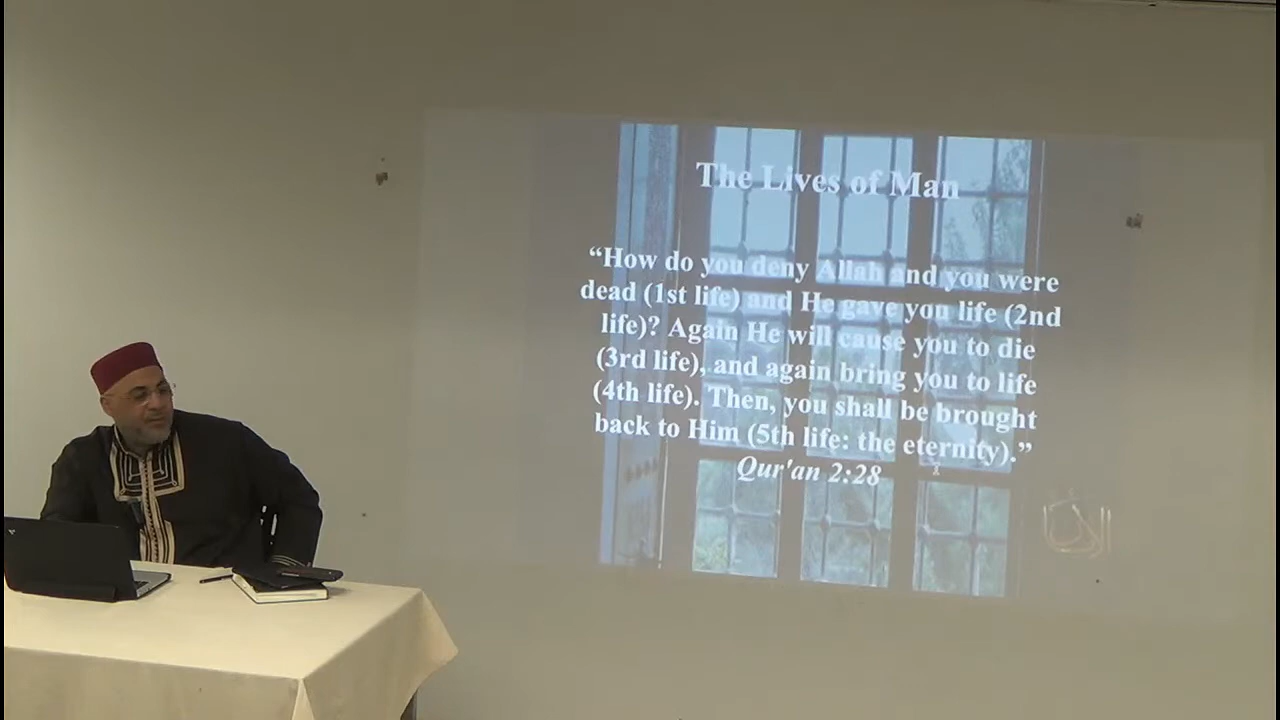 The Lives of Man
“How do you deny Allah and you were
dead (1st life) and He gave you life (2nd
life)? Again He will cause you to die
(3rd life), and again bring you to life
(4th life). Then, you shall be brought
back to Him (5th life: the eternity).”
Qur'an 2:28